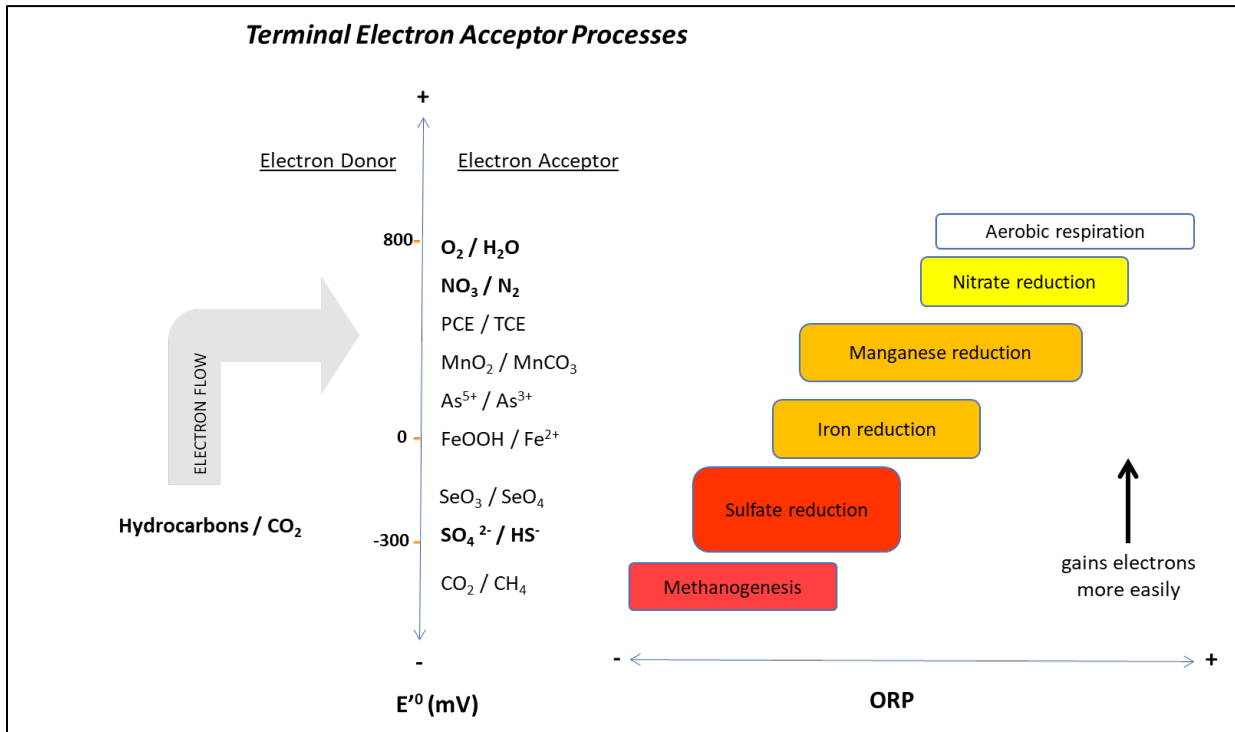 Terminal Electron Acceptor Processes
+
Electron Donor
Electron Acceptor
800
O₂ / H₂O
NO₃ / N₂
PCE / TCE
MnO₂ / MnCO₃
As⁵⁺ / As³⁺
0
FeOOH / Fe²⁺
SeO₃ / SeO₄
-300
SO₄ ²⁻ / HS⁻
CO₂ / CH₄
ELECTRON FLOW
Hydrocarbons / CO₂
-
E'⁰ (mV)
Aerobic respiration
Nitrate reduction
Manganese reduction
Iron reduction
Sulfate reduction
Methanogenesis
gains electrons
more easily
-
+
ORP